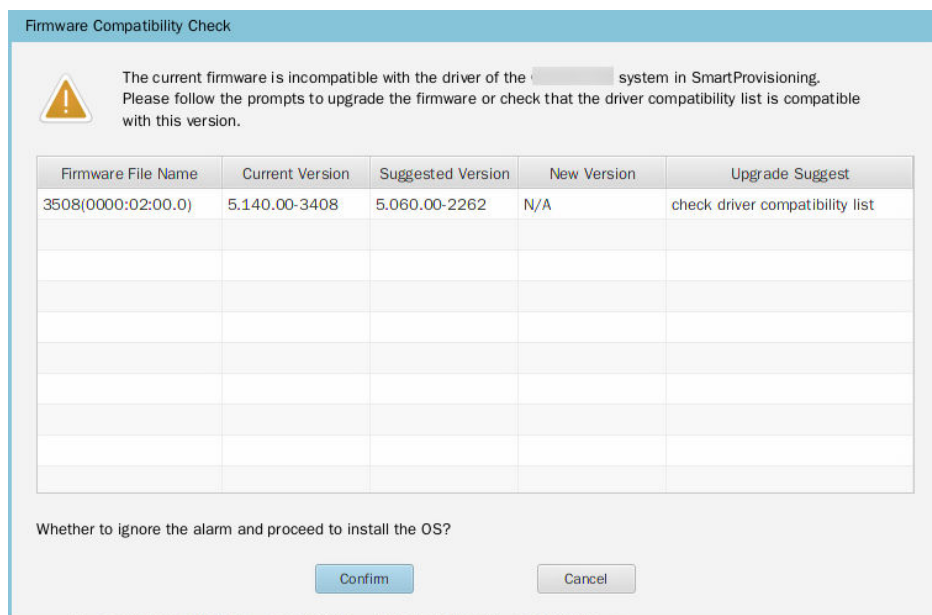 Firmware Compatibility Check
The current firmware is incompatible with the driver of the system in SmartProvisioning.
Please follow the prompts to upgrade the firmware or check that the driver compatibility list is compatible
with this version.
Firmware File Name Current Version Suggested Version New Version Upgrade Suggest
3508(0000:02:00.0) 5.140.00-3408 5.060.00-2262 N/A check driver compatibility list
Whether to ignore the alarm and proceed to install the OS?
Confirm Cancel